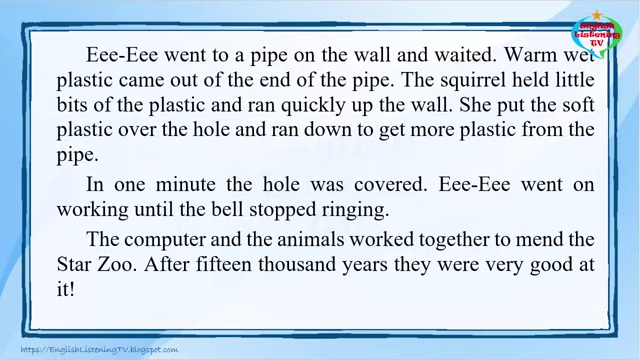 English
Listening
TV
Eee-Eee went to a pipe on the wall and waited. Warm wet
plastic came out of the end of the pipe. The squirrel held little
bits of the plastic and ran quickly up the wall. She put the soft
plastic over the hole and ran down to get more plastic from the
pipe.
In one minute the hole was covered. Eee-Eee went on
working until the bell stopped ringing.
The computer and the animals worked together to mend the
Star Zoo. After fifteen thousand years they were very good at
it!
https://EnglishListeningTV.blogspot.com